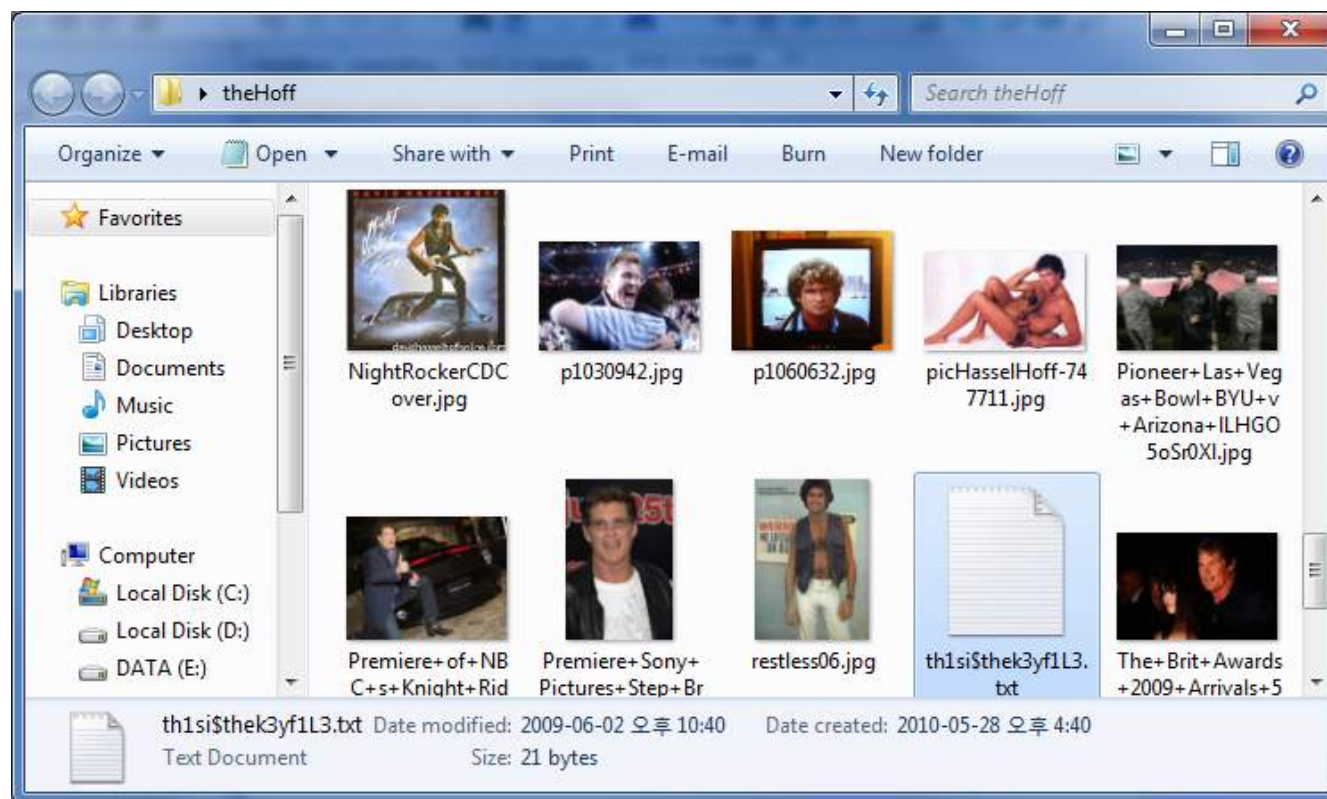 theHoff
Search theHoff
Organize Open Share with Print E-mail Burn New folder
Favorites
Libraries
Desktop
Documents
Music
Pictures
Videos
Computer
Local Disk (C:)
Local Disk (D:)
DATA (E:)
NightRockerCDC
over.jpg
p1030942.jpg
p1060632.jpg
picHasselHoff-74
7711.jpg
Pioneer+Las+Veg
as+Bowl+BYU+v
+Arizona+ILHGO
5oSr0XI.jpg
Premiere+of+NB
C+s+Knight+Rid
Premiere+Sony+
Pictures+Step+Br
restless06.jpg
th1si$thek3yf1L3.
txt
The+Brit+Awards
+2009+Arrivals+5
th1si$thek3yf1L3.txt Date modified: 2009-06-02 오후 10:40 Date created: 2010-05-28 오후 4:40
Text Document Size: 21 bytes